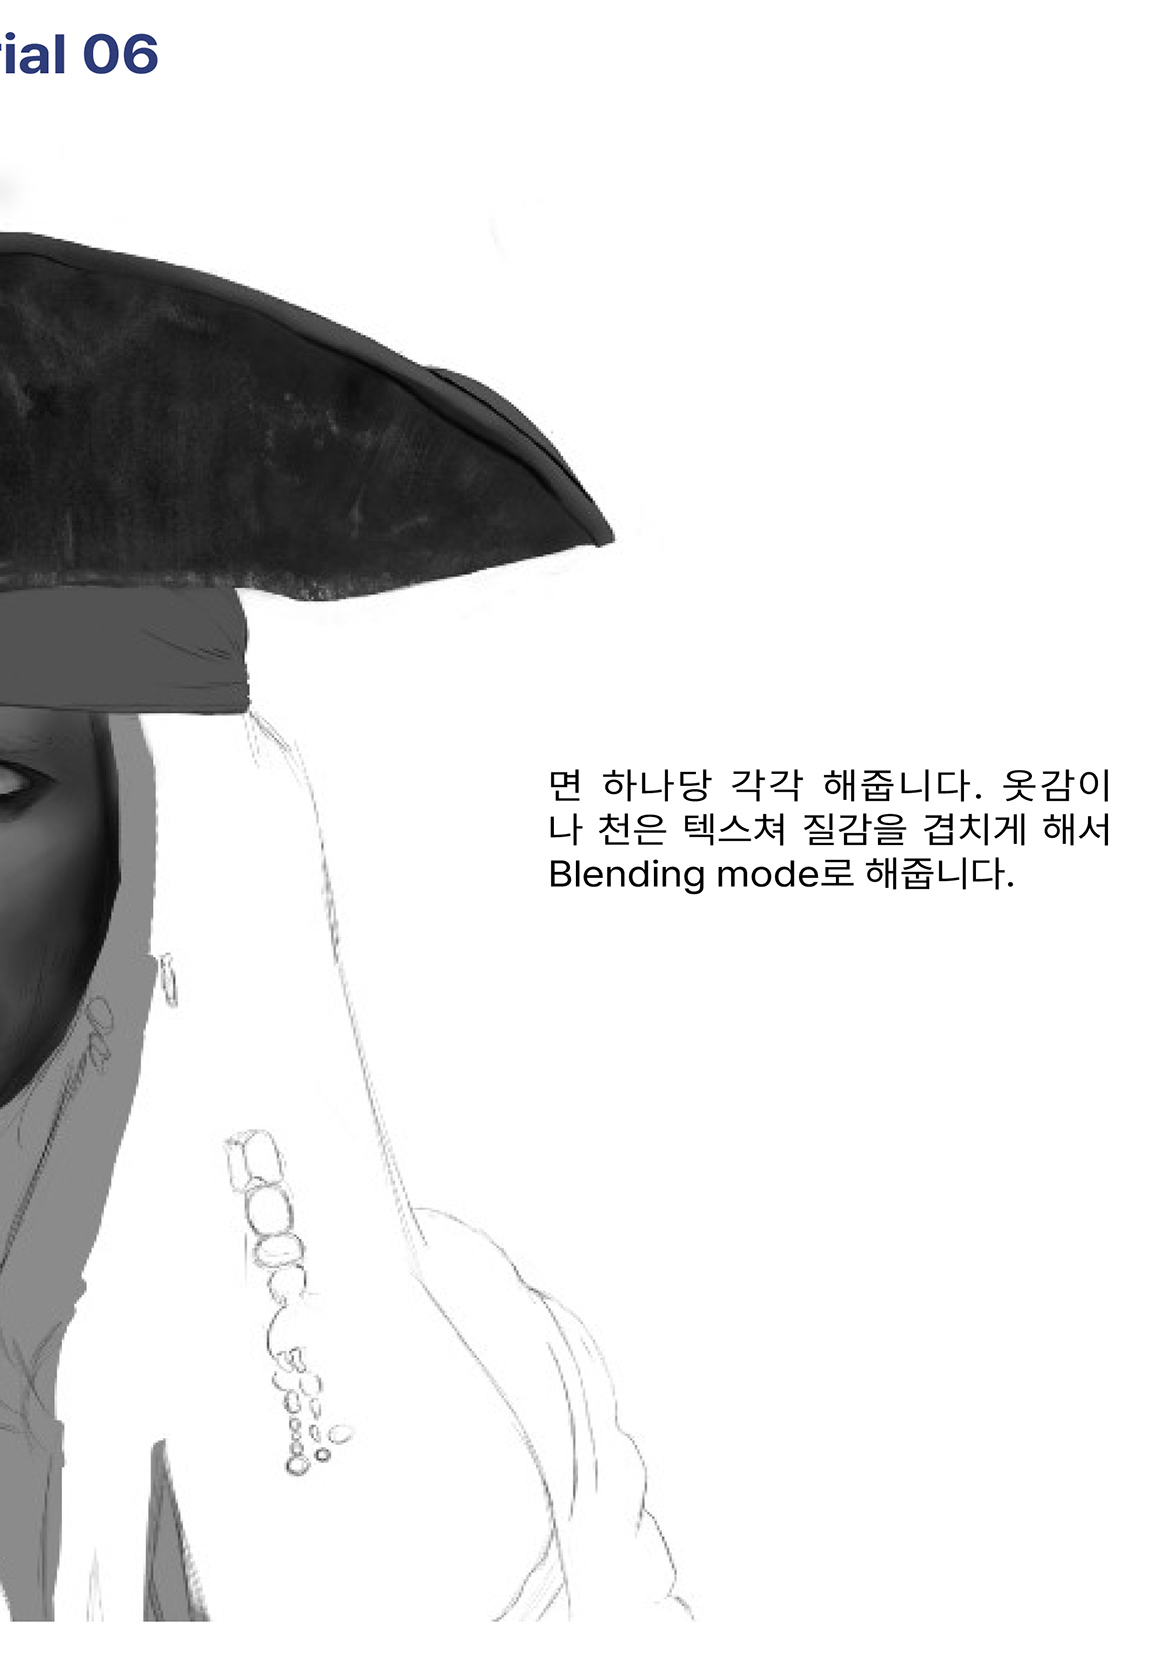 rial 06
면 하나당 각각 해줍니다. 옷감이
나 천은 텍스쳐 질감을 겹치게 해서
Blending mode로 해줍니다.